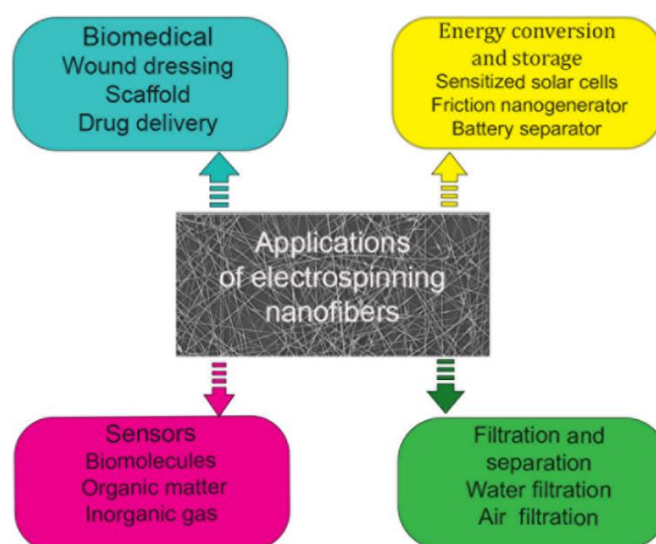 Biomedical
Wound dressing
Scaffold
Drug delivery
Energy conversion
and storage
Sensitized solar cells
Friction nanogenerator
Battery separator
Applications
of electrospinning
nanofibers
Sensors
Biomolecules
Organic matter
Inorganic gas
Filtration and
separation
Water filtration
Air filtration